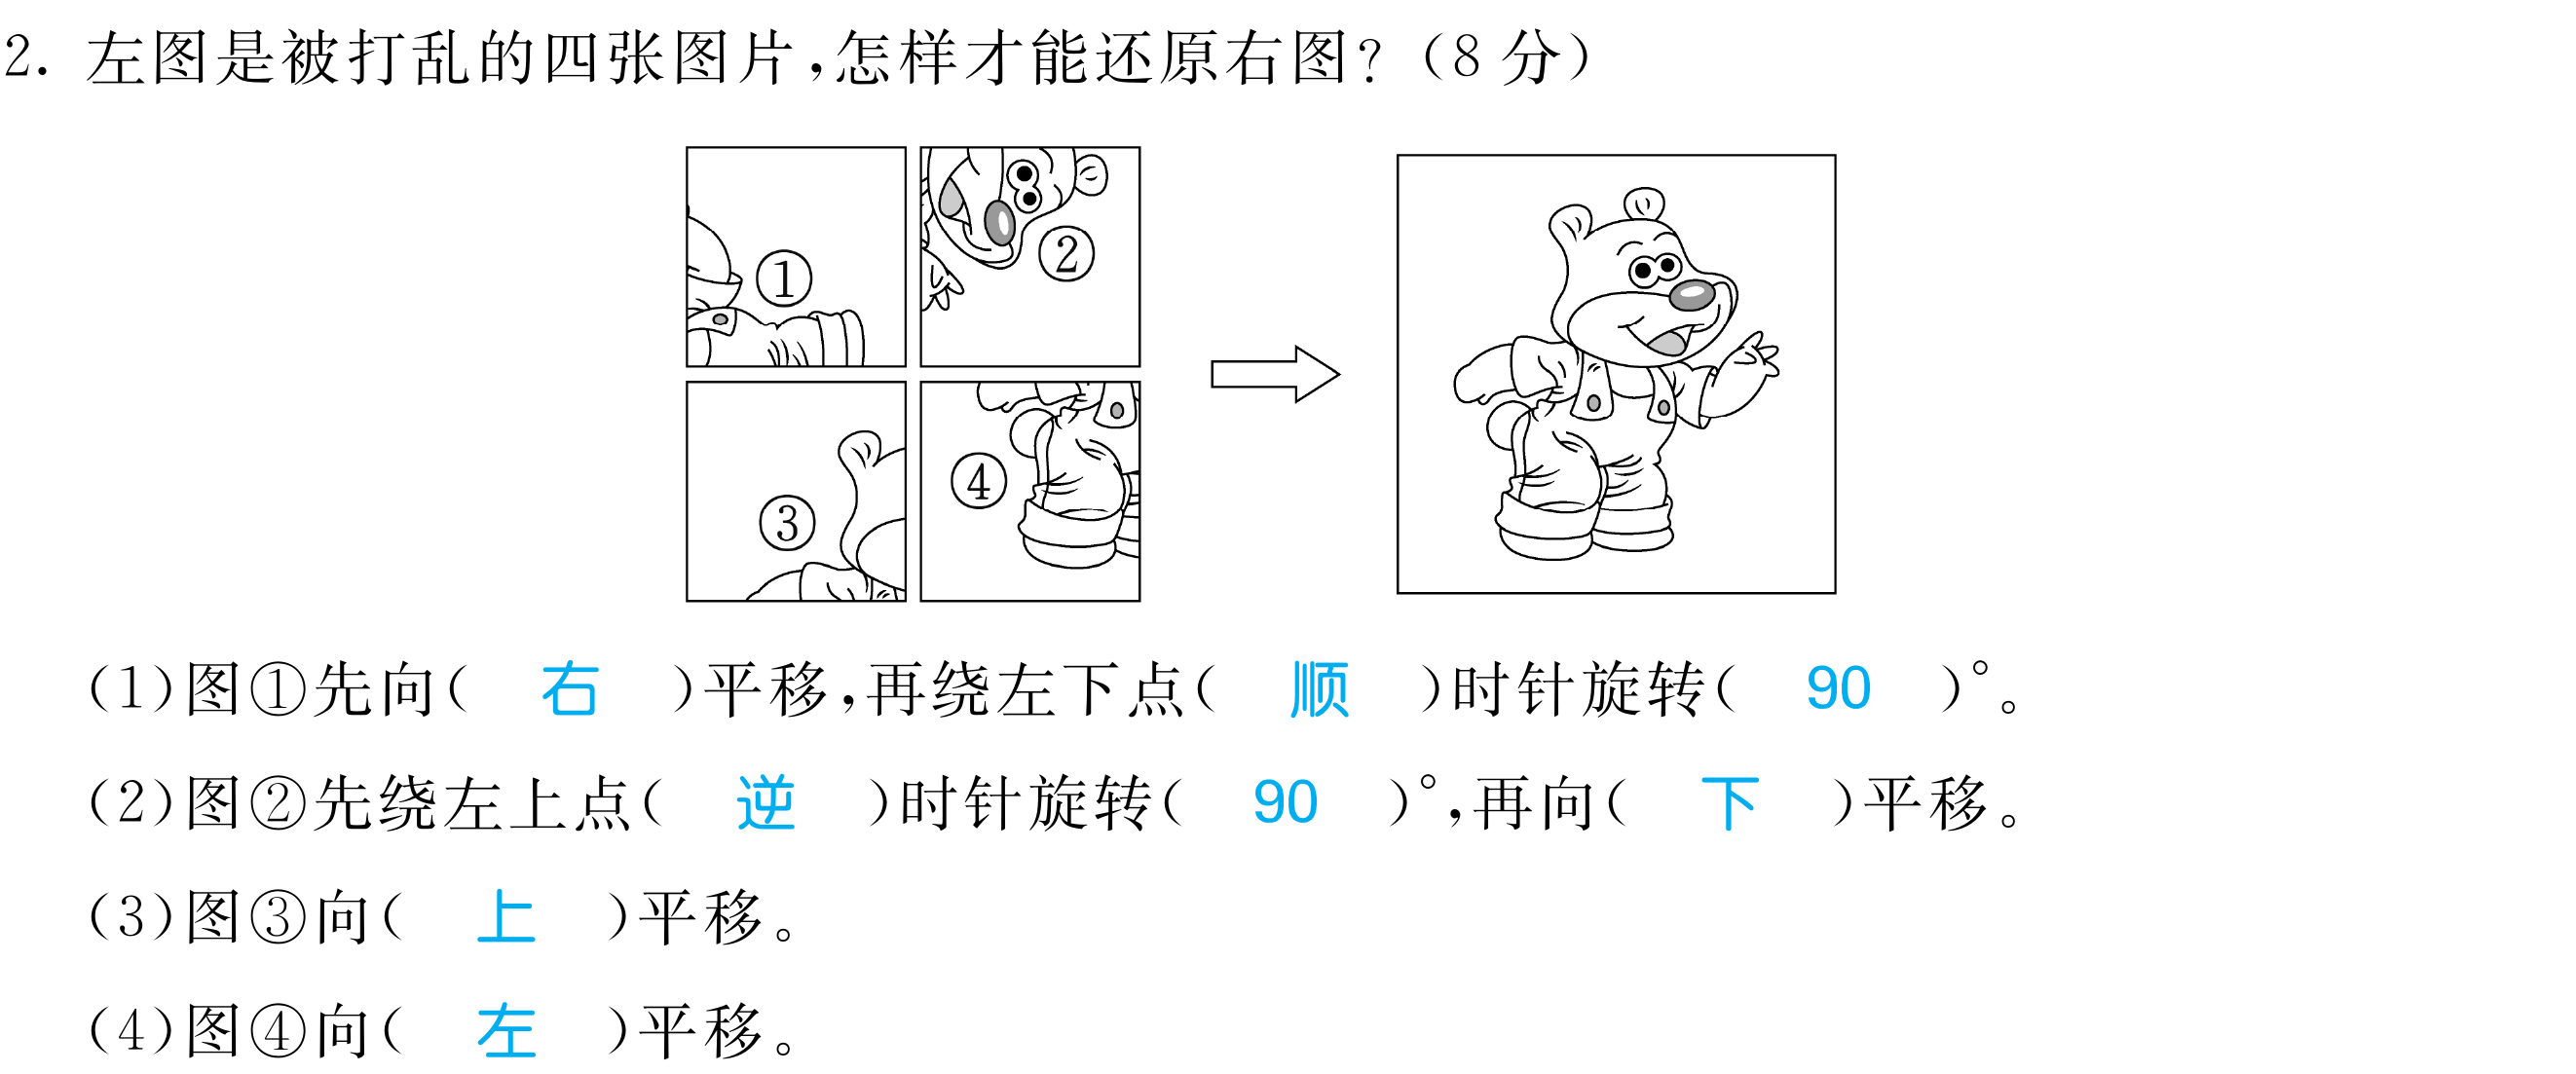 2. 左图是被打乱的四张图片,怎样才能还原右图?(8 分)
① ②
③ ④
(1)图①先向( 右 )平移,再绕左下点( 顺 )时针旋转( 90 )°。
(2)图②先绕左上点( 逆 )时针旋转( 90 )°,再向( 下 )平移。
(3)图③向( 上 )平移。
(4)图④向( 左 )平移。